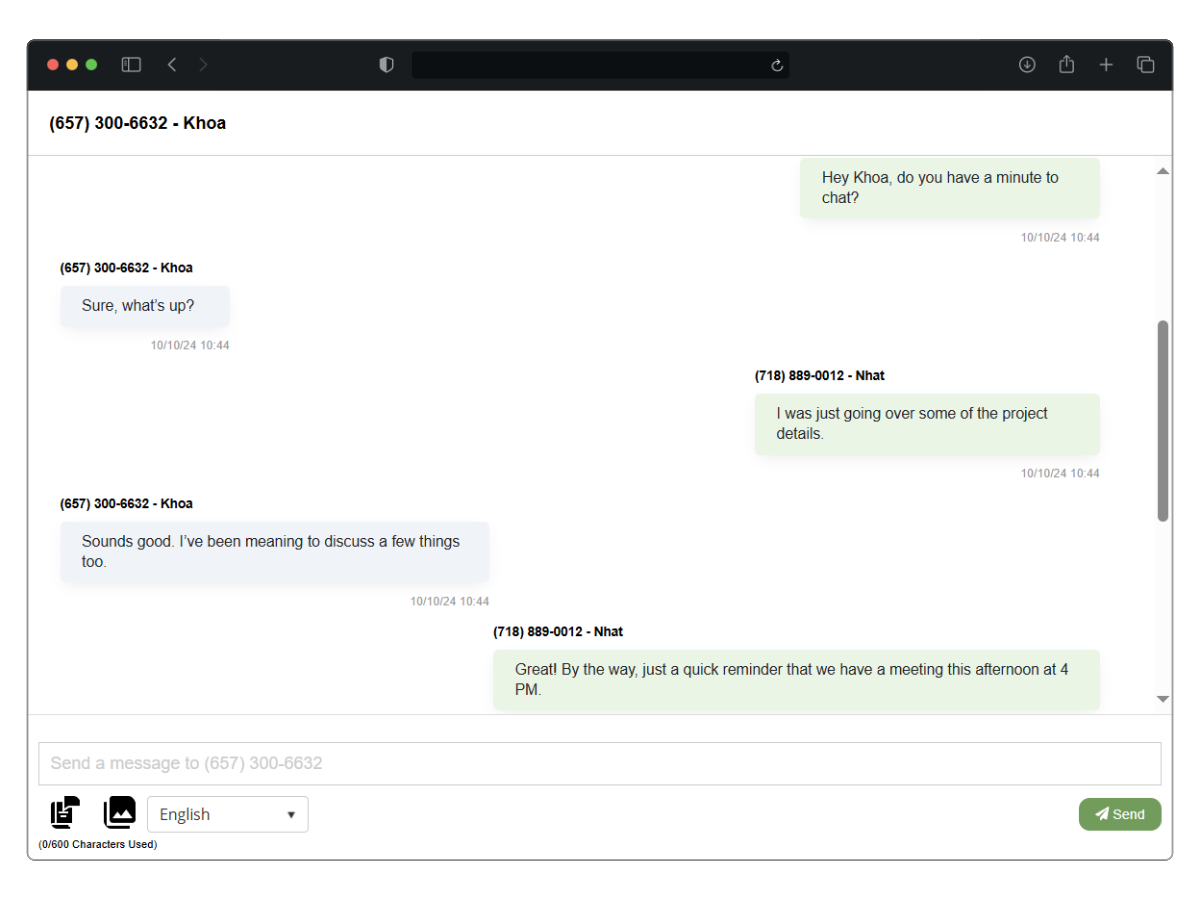 (657) 300-6632 - Khoa
Hey Khoa, do you have a minute to
chat?
10/10/24 10:44
(657) 300-6632 - Khoa
Sure, what's up?
10/10/24 10:44
(718) 889-0012 - Nhat
I was just going over some of the project
details.
10/10/24 10:44
(657) 300-6632 - Khoa
Sounds good. I've been meaning to discuss a few things
too.
10/10/24 10:44
(718) 889-0012 - Nhat
Great! By the way, just a quick reminder that we have a meeting this afternoon at 4
PM.
Send a message to (657) 300-6632
English
Send
(0/600 Characters Used)